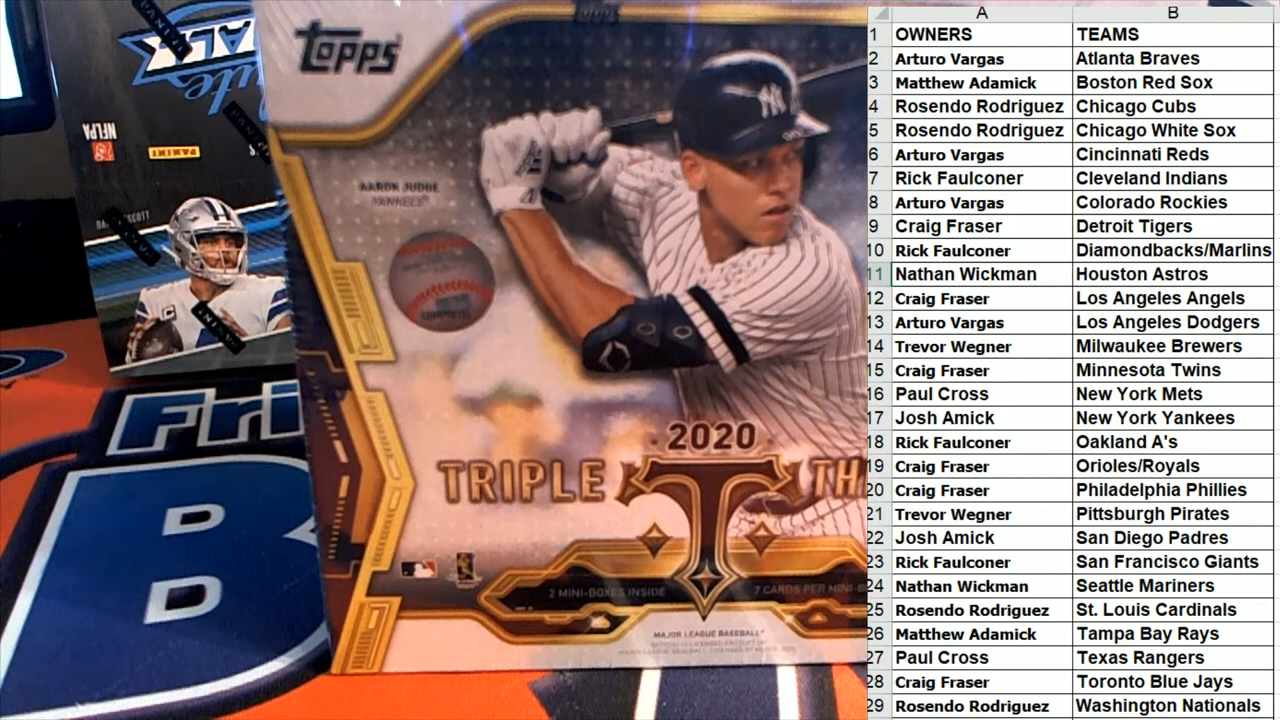 TOPPS
AARON JUDGE
YANKEES
2020
TRIPLE TH
2 MINI-BOXES INSIDE
7 CARDS PER MINI-B
MAJOR LEAGUE BASEBALL
NFLPA
PANINI
Fri
B
D
D
A B
1 OWNERS TEAMS
2 Arturo Vargas Atlanta Braves
3 Matthew Adamick Boston Red Sox
4 Rosendo Rodriguez Chicago Cubs
5 Rosendo Rodriguez Chicago White Sox
6 Arturo Vargas Cincinnati Reds
7 Rick Faulconer Cleveland Indians
8 Arturo Vargas Colorado Rockies
9 Craig Fraser Detroit Tigers
10 Rick Faulconer Diamondbacks/Marlins
11 Nathan Wickman Houston Astros
12 Craig Fraser Los Angeles Angels
13 Arturo Vargas Los Angeles Dodgers
14 Trevor Wegner Milwaukee Brewers
15 Craig Fraser Minnesota Twins
16 Paul Cross New York Mets
17 Josh Amick New York Yankees
18 Rick Faulconer Oakland A's
19 Craig Fraser Orioles/Royals
20 Craig Fraser Philadelphia Phillies
21 Trevor Wegner Pittsburgh Pirates
22 Josh Amick San Diego Padres
23 Rick Faulconer San Francisco Giants
24 Nathan Wickman Seattle Mariners
25 Rosendo Rodriguez St. Louis Cardinals
26 Matthew Adamick Tampa Bay Rays
27 Paul Cross Texas Rangers
28 Craig Fraser Toronto Blue Jays
29 Rosendo Rodriguez Washington Nationals